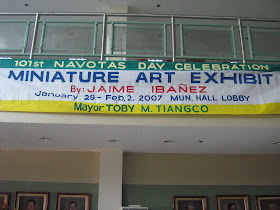 101st NAVOTAS DAY CELEBRATION
MINIATURE ART EXHIBIT
By: JAIME IBAÑEZ
January 29 - Feb, 2, 2007 MUN. HALL LOBBY
Mayor TOBY M. TIANGCO